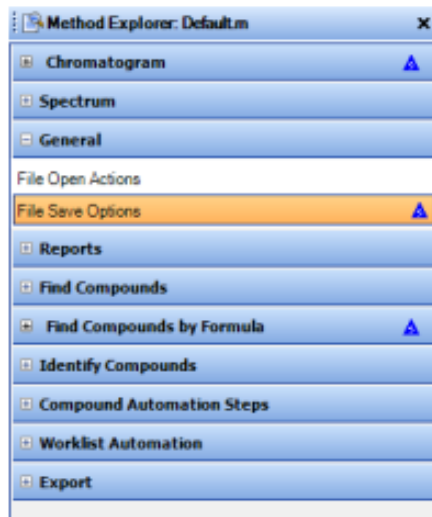 Method Explorer: Default.m
Chromatogram
Spectrum
General
File Open Actions
File Save Options
Reports
Find Compounds
Find Compounds by Formula
Identify Compounds
Compound Automation Steps
Worklist Automation
Export